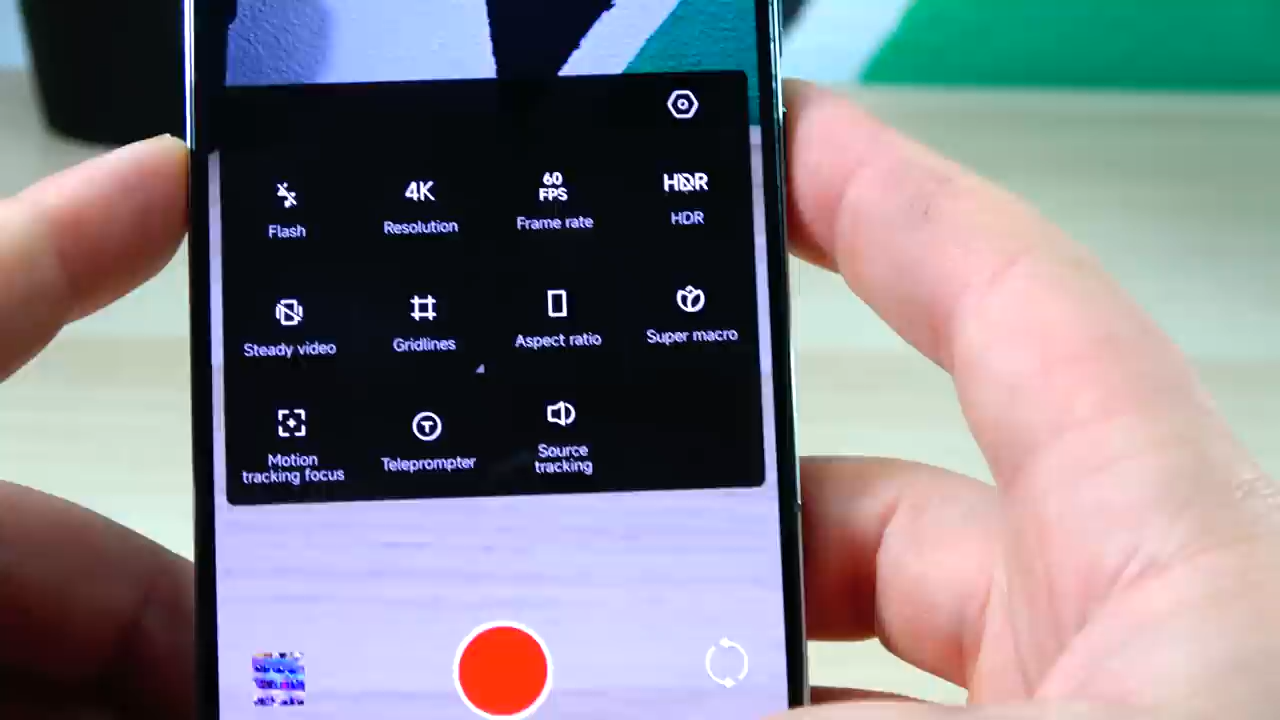 4K
60
FPS
HDR
Flash
Resolution
Frame rate
HDR
Steady video
Gridlines
Aspect ratio
Super macro
T
Motion
tracking focus
Teleprompter
Source
tracking